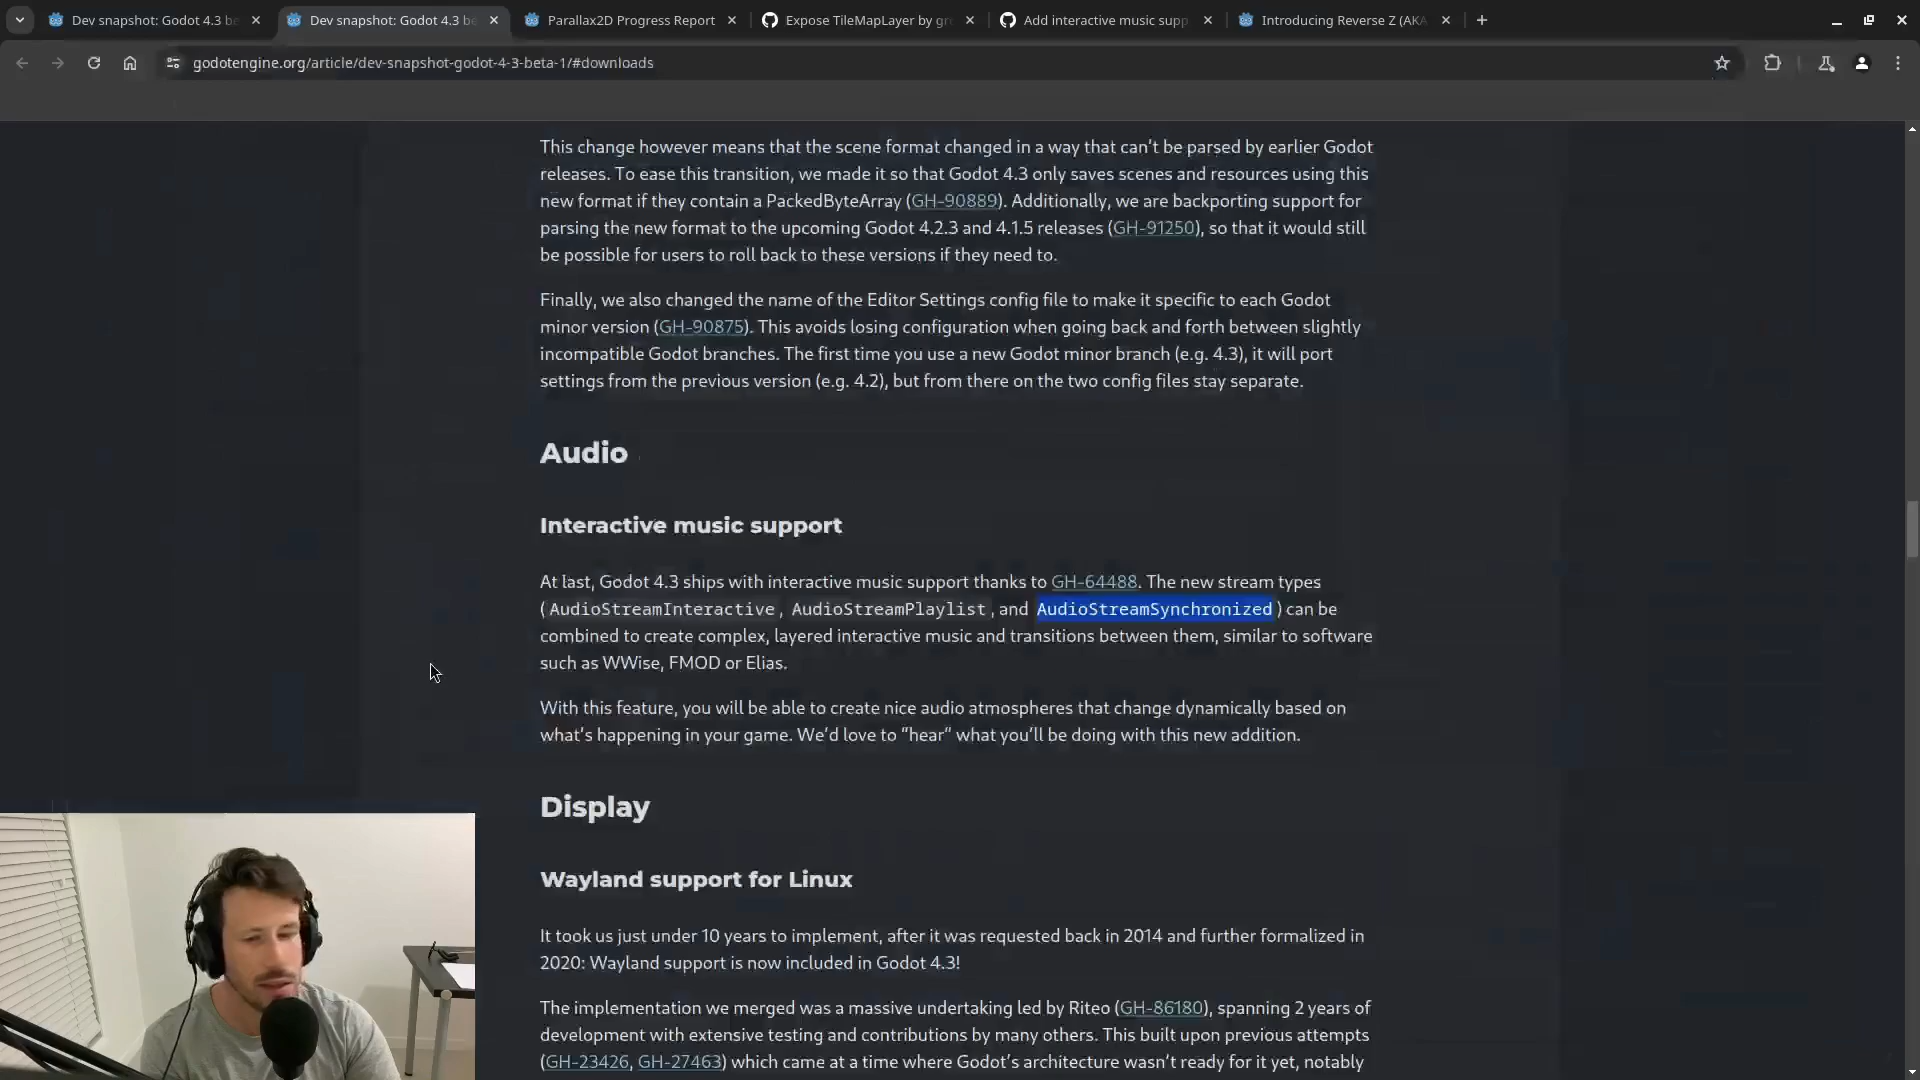 Dev snapshot: Godot 4.3 be
Dev snapshot: Godot 4.3 be
Parallax2D Progress Report
Expose TileMapLayer by gro
Add interactive music supp
Introducing Reverse Z (AKA
godotengine.org/article/dev-snapshot-godot-4-3-beta-1/#downloads
This change however means that the scene format changed in a way that can't be parsed by earlier Godot
releases. To ease this transition, we made it so that Godot 4.3 only saves scenes and resources using this
new format if they contain a PackedByteArray (GH-90889). Additionally, we are backporting support for
parsing the new format to the upcoming Godot 4.2.3 and 4.1.5 releases (GH-91250), so that it would still
be possible for users to roll back to these versions if they need to.
Finally, we also changed the name of the Editor Settings config file to make it specific to each Godot
minor version (GH-90875). This avoids losing configuration when going back and forth between slightly
incompatible Godot branches. The first time you use a new Godot minor branch (e.g. 4.3), it will port
settings from the previous version (e.g. 4.2), but from there on the two config files stay separate.
Audio
Interactive music support
At last, Godot 4.3 ships with interactive music support thanks to GH-64488. The new stream types
(AudioStreamInteractive, AudioStreamPlaylist, and AudioStreamSynchronized) can be
combined to create complex, layered interactive music and transitions between them, similar to software
such as WWise, FMOD or Elias.
With this feature, you will be able to create nice audio atmospheres that change dynamically based on
what's happening in your game. We'd love to "hear" what you'll be doing with this new addition.
Display
Wayland support for Linux
It took us just under 10 years to implement, after it was requested back in 2014 and further formalized in
2020: Wayland support is now included in Godot 4.3!
The implementation we merged was a massive undertaking led by Riteo (GH-86180), spanning 2 years of
development with extensive testing and contributions by many others. This built upon previous attempts
(GH-23426, GH-27463) which came at a time where Godot's architecture wasn't ready for it yet, notably